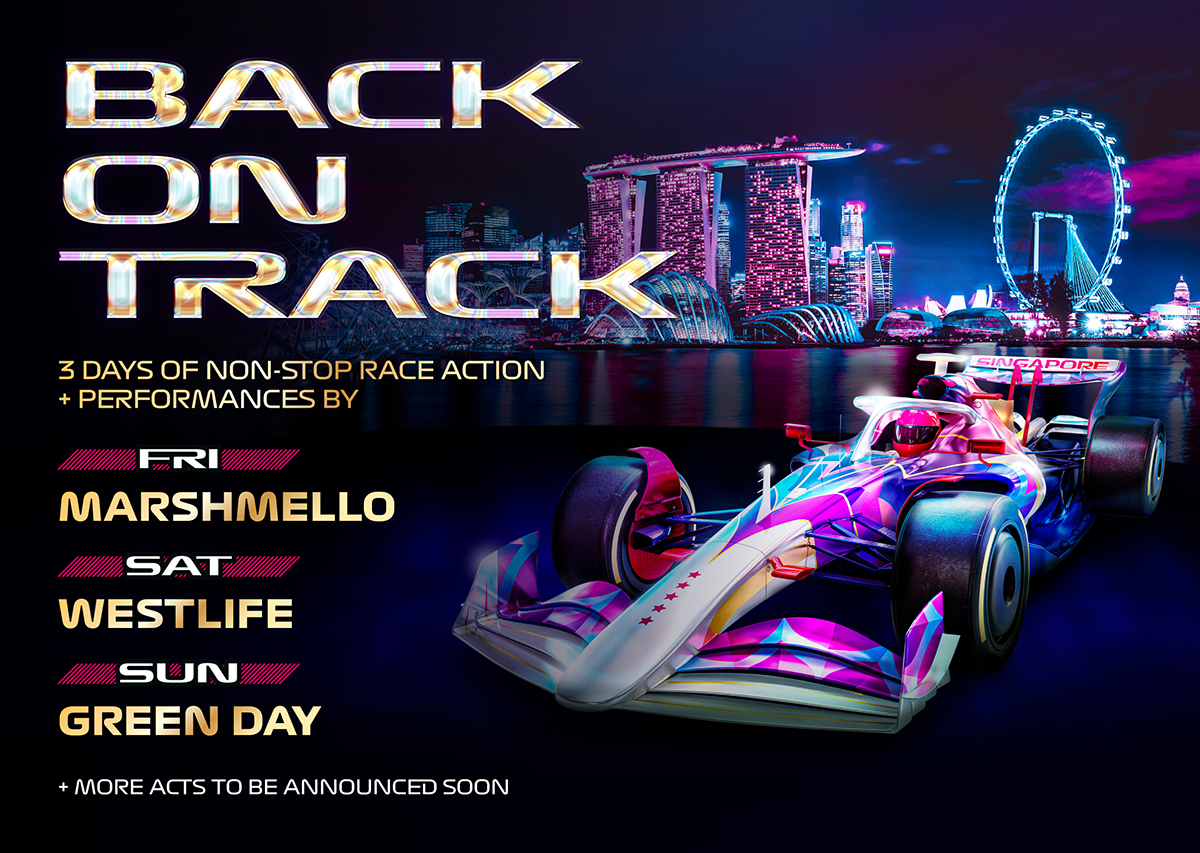 BACK
ON
TRACK
3 DAYS OF NON-STOP RACE ACTION
+ PERFORMANCES BY
FRI
MARSHMELLO
SAT
WESTLIFE
SUN
GREEN DAY
+ MORE ACTS TO BE ANNOUNCED SOON
SINGAPORE